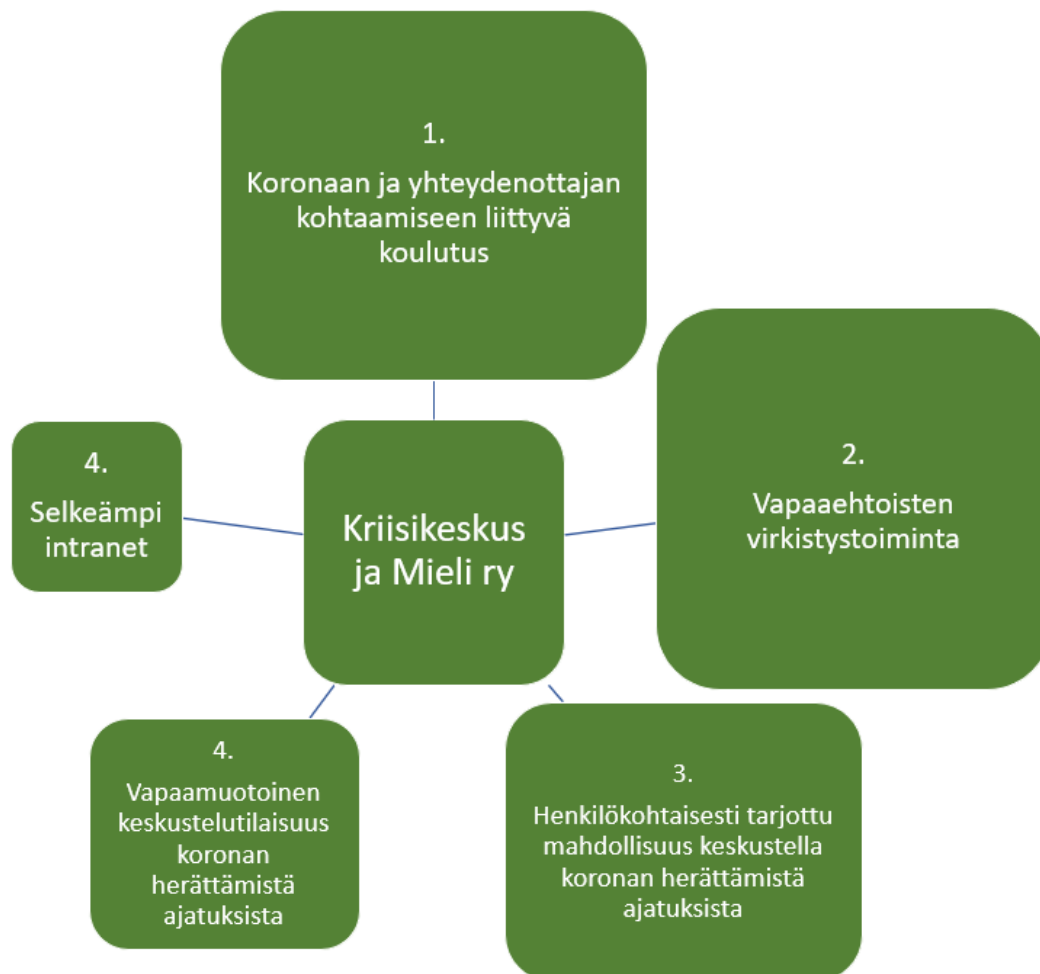 1.
Koronaan ja yhteydenottajan
kohtaamiseen liittyvä
koulutus
2.
Vapaaehtoisten
virkistystoiminta
4.
Selkeämpi
intranet
Kriisikeskus
ja Mieli ry
4.
Vapaamuotoinen
keskustelutilaisuus
koronan
herättämistä
ajatuksista
3.
Henkilökohtaisesti tarjottu
mahdollisuus keskustella
koronan herättämistä
ajatuksista